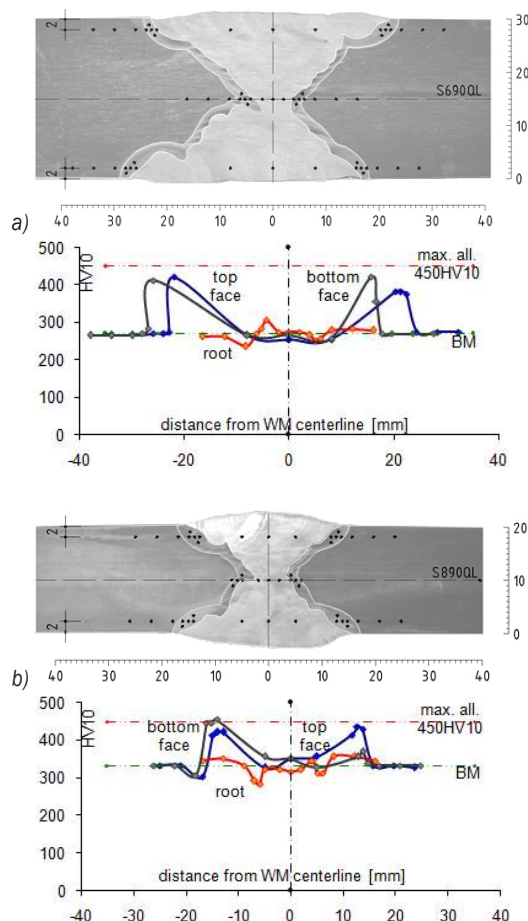 30
2
20
S690QL
10
2
0
40 30 20 10 0 10 20 30 40
a)
500
HV10
max. all.
450HV10
400
top
face
bottom
face
300
root
BM
200
100
distance from WM centerline [mm]
0
-40 -20 0 20 40
20
2
S890QL
10
2
0
40 30 20 10 0 10 20 30 40
b)
500
HV10
max. all.
450HV10
400
bottom
face
top
face
BM
300
root
200
100
distance from WM centerline [mm]
0
-40 -30 -20 -10 0 10 20 30 40